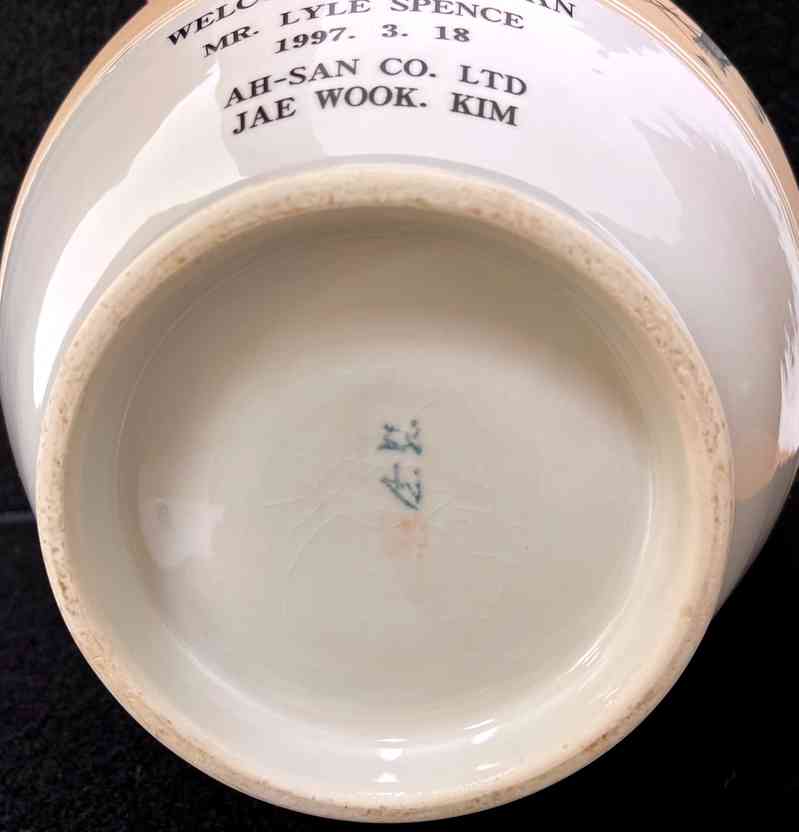 MR. LYLE SPENCE
1997. 3. 18
AH-SAN CO. LTD
JAE WOOK. KIM